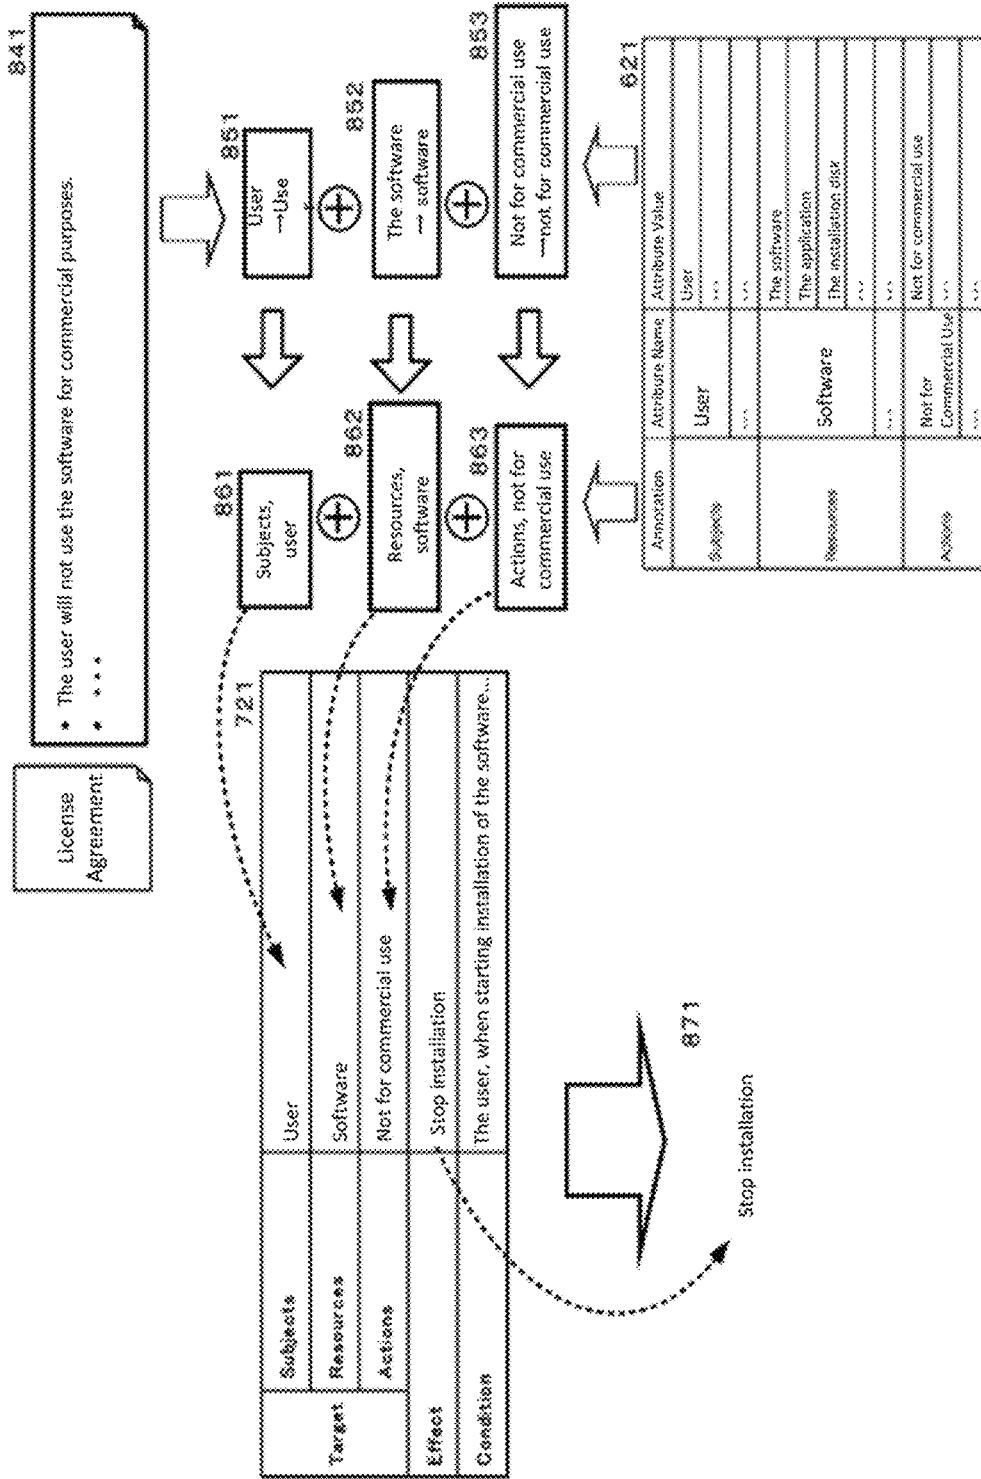 License
Agreement
841
• The user will not use the software for commercial purposes.
• • • •
851
User
→Use
852
The software
→ software
853
Not for commercial use
→not for commercial use
861
Subjects,
user
862
Resources,
software
863
Actions, not for
commercial use
721
Target
Subjects
User
Resources
Software
Actions
Not for commercial use
Effect
Stop installation
Condition
The user, when starting installation of the software...
871
Stop installation
621
Annotation
Attribute Name
Attribute Value
Subjects
User
User
...
...
...
Resources
Software
The software
The application
The installation disk
...
...
...
Actions
Not for
Commercial Use
Not for commercial use
...
...
...